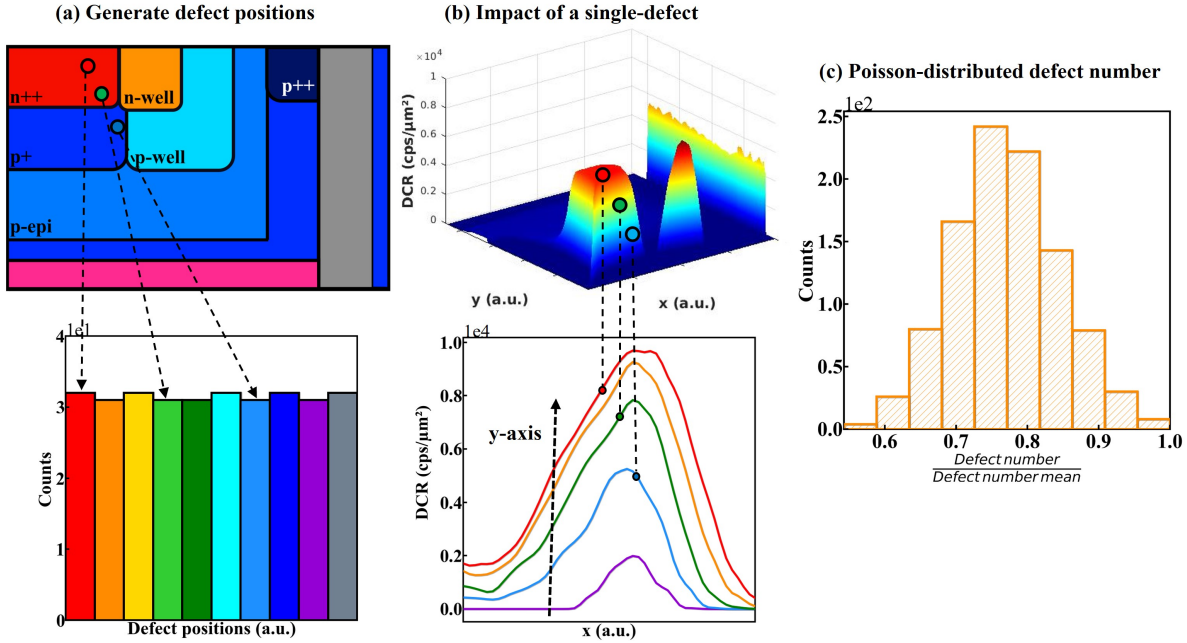 (a) Generate defect positions
n++
n-well
p++
p+
p-well
p-epi
1e1
4
3
2
1
0
Counts
Defect positions (a.u.)
(b) Impact of a single-defect
×10⁴
1
0.8
0.6
0.4
0.2
0
DCR (cps/µm²)
y (a.u.)
x (a.u.)
1e4
1.0
0.8
0.6
0.4
0.2
0.0
DCR (cps/µm²)
y-axis
x (a.u.)
(c) Poisson-distributed defect number
1e2
2.5
2.0
1.5
1.0
0.5
0.0
Counts
0.6 0.7 0.8 0.9 1.0
Defect number
Defect number mean